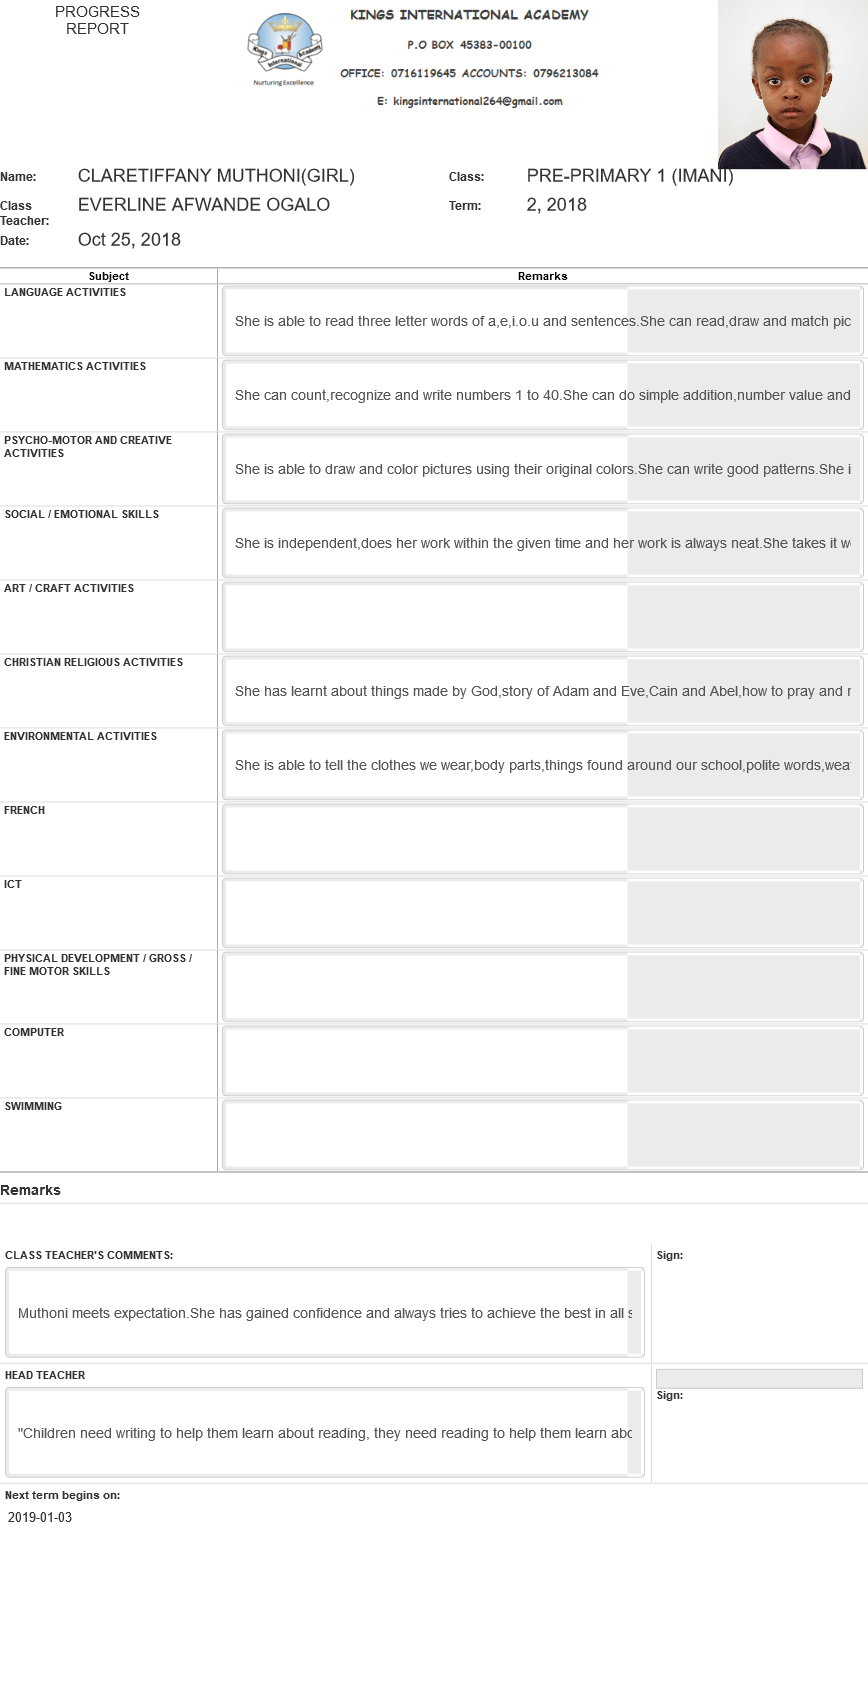 PROGRESS
REPORT
KINGS INTERNATIONAL ACADEMY
P.O BOX 45383-00100
OFFICE: 0716119645 ACCOUNTS: 0796213084
E: kingsinternational264@gmail.com
Kings International Academy
Nurturing Excellence
Name: CLARETIFFANY MUTHONI(GIRL) Class: PRE-PRIMARY 1 (IMANI)
Class Teacher: EVERLINE AFWANDE OGALO Term: 2, 2018
Date: Oct 25, 2018
Subject Remarks
LANGUAGE ACTIVITIES
She is able to read three letter words of a,e,i.o.u and sentences.She can read,draw and match pic
MATHEMATICS ACTIVITIES
She can count,recognize and write numbers 1 to 40.She can do simple addition,number value and
PSYCHO-MOTOR AND CREATIVE
ACTIVITIES
She is able to draw and color pictures using their original colors.She can write good patterns.She i
SOCIAL / EMOTIONAL SKILLS
She is independent,does her work within the given time and her work is always neat.She takes it
ART / CRAFT ACTIVITIES
CHRISTIAN RELIGIOUS ACTIVITIES
She has learnt about things made by God,story of Adam and Eve,Cain and Abel,how to pray and
ENVIRONMENTAL ACTIVITIES
She is able to tell the clothes we wear,body parts,things found around our school,polite words,wea
FRENCH
ICT
PHYSICAL DEVELOPMENT / GROSS /
FINE MOTOR SKILLS
COMPUTER
SWIMMING
Remarks
CLASS TEACHER'S COMMENTS: Sign:
Muthoni meets expectation.She has gained confidence and always tries to achieve the best in all
HEAD TEACHER
Sign:
"Children need writing to help them learn about reading, they need reading to help them learn
Next term begins on:
2019-01-03